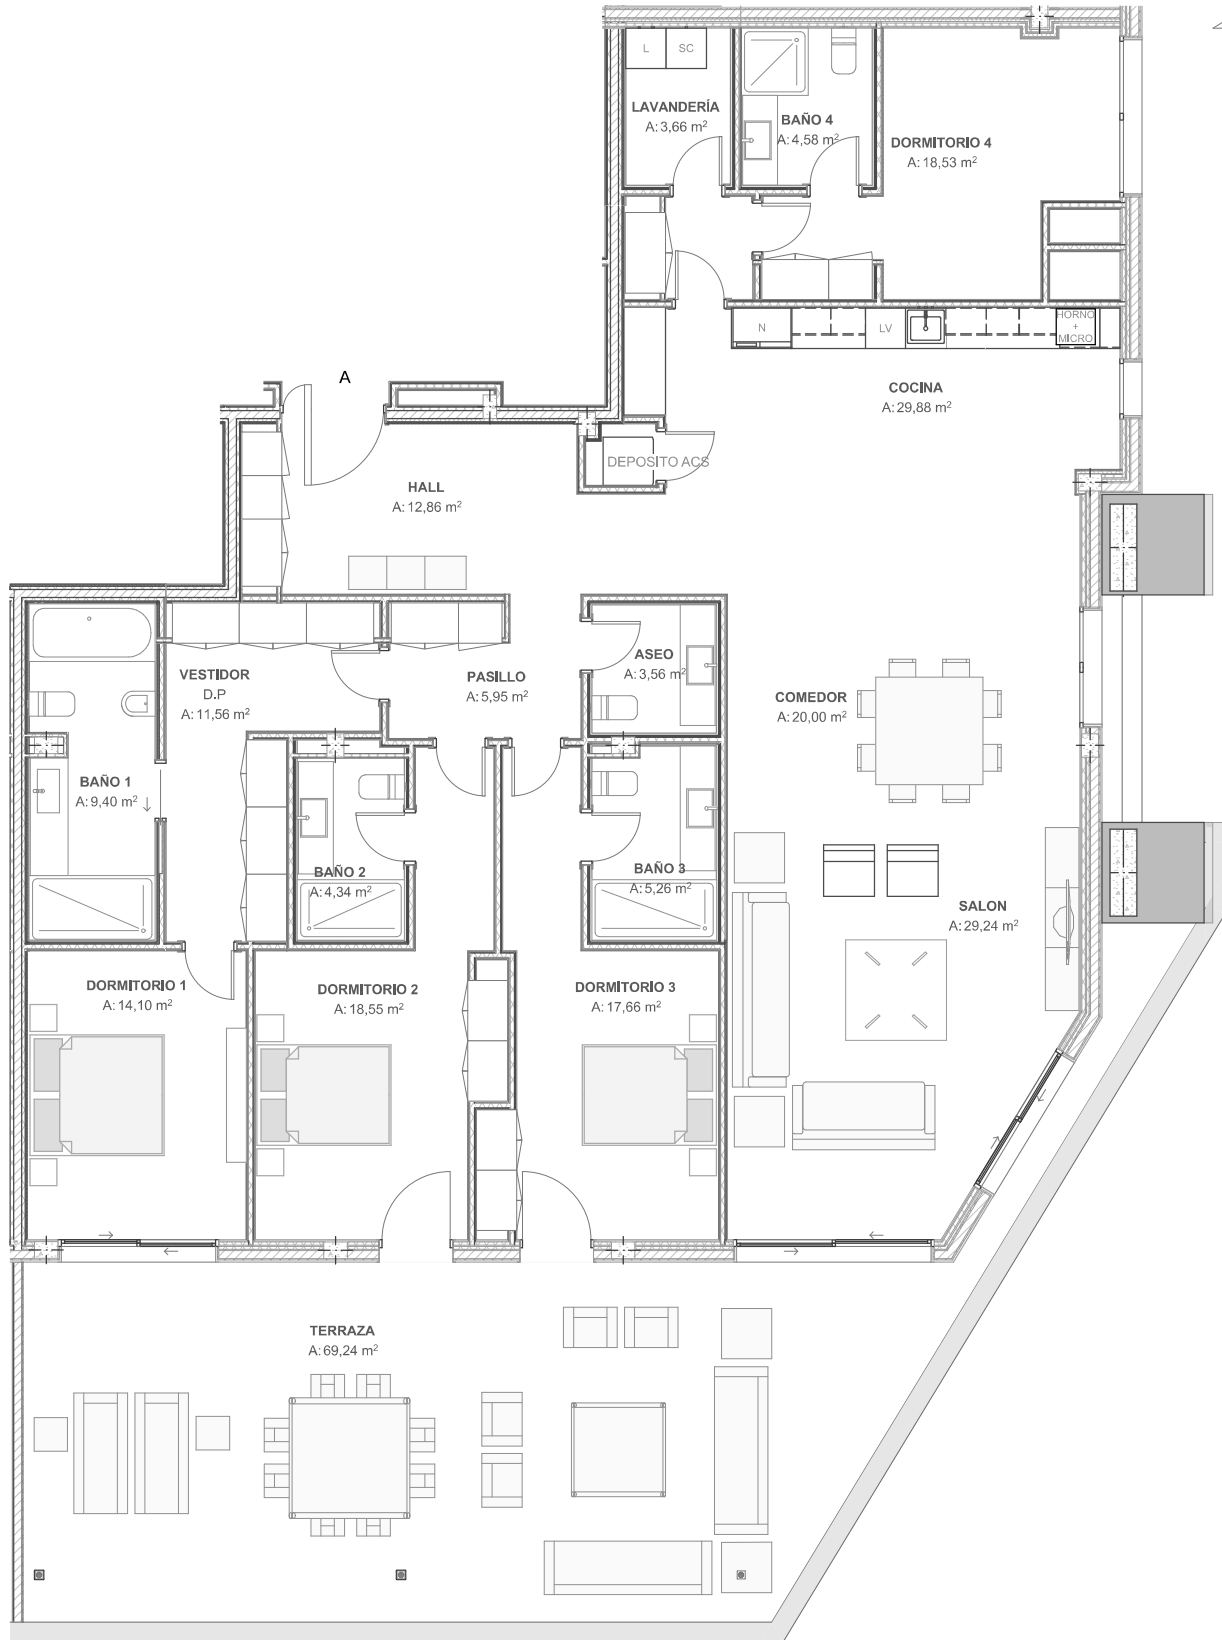 L
SC
LAVANDERÍA
A: 3,66 m²
BAÑO 4
A: 4,58 m²
DORMITORIO 4
A: 18,53 m²
N
LV
HORNO
+
MICRO
COCINA
A: 29,88 m²
A
DEPOSITO ACS
HALL
A: 12,86 m²
VESTIDOR
D.P
A: 11,56 m²
PASILLO
A: 5,95 m²
ASEO
A: 3,56 m²
COMEDOR
A: 20,00 m²
BAÑO 1
A: 9,40 m²
BAÑO 2
A: 4,34 m²
BAÑO 3
A: 5,26 m²
SALON
A: 29,24 m²
DORMITORIO 1
A: 14,10 m²
DORMITORIO 2
A: 18,55 m²
DORMITORIO 3
A: 17,66 m²
TERRAZA
A: 69,24 m²